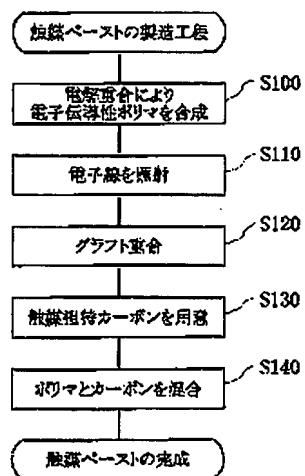 触媒ペーストの製造工程
S100
電解重合により
電子伝導性ポリマを合成
S110
電子線を照射
S120
グラフト重合
S130
触媒担持カーボンを用意
S140
ポリマとカーボンを混合
触媒ペーストの完成